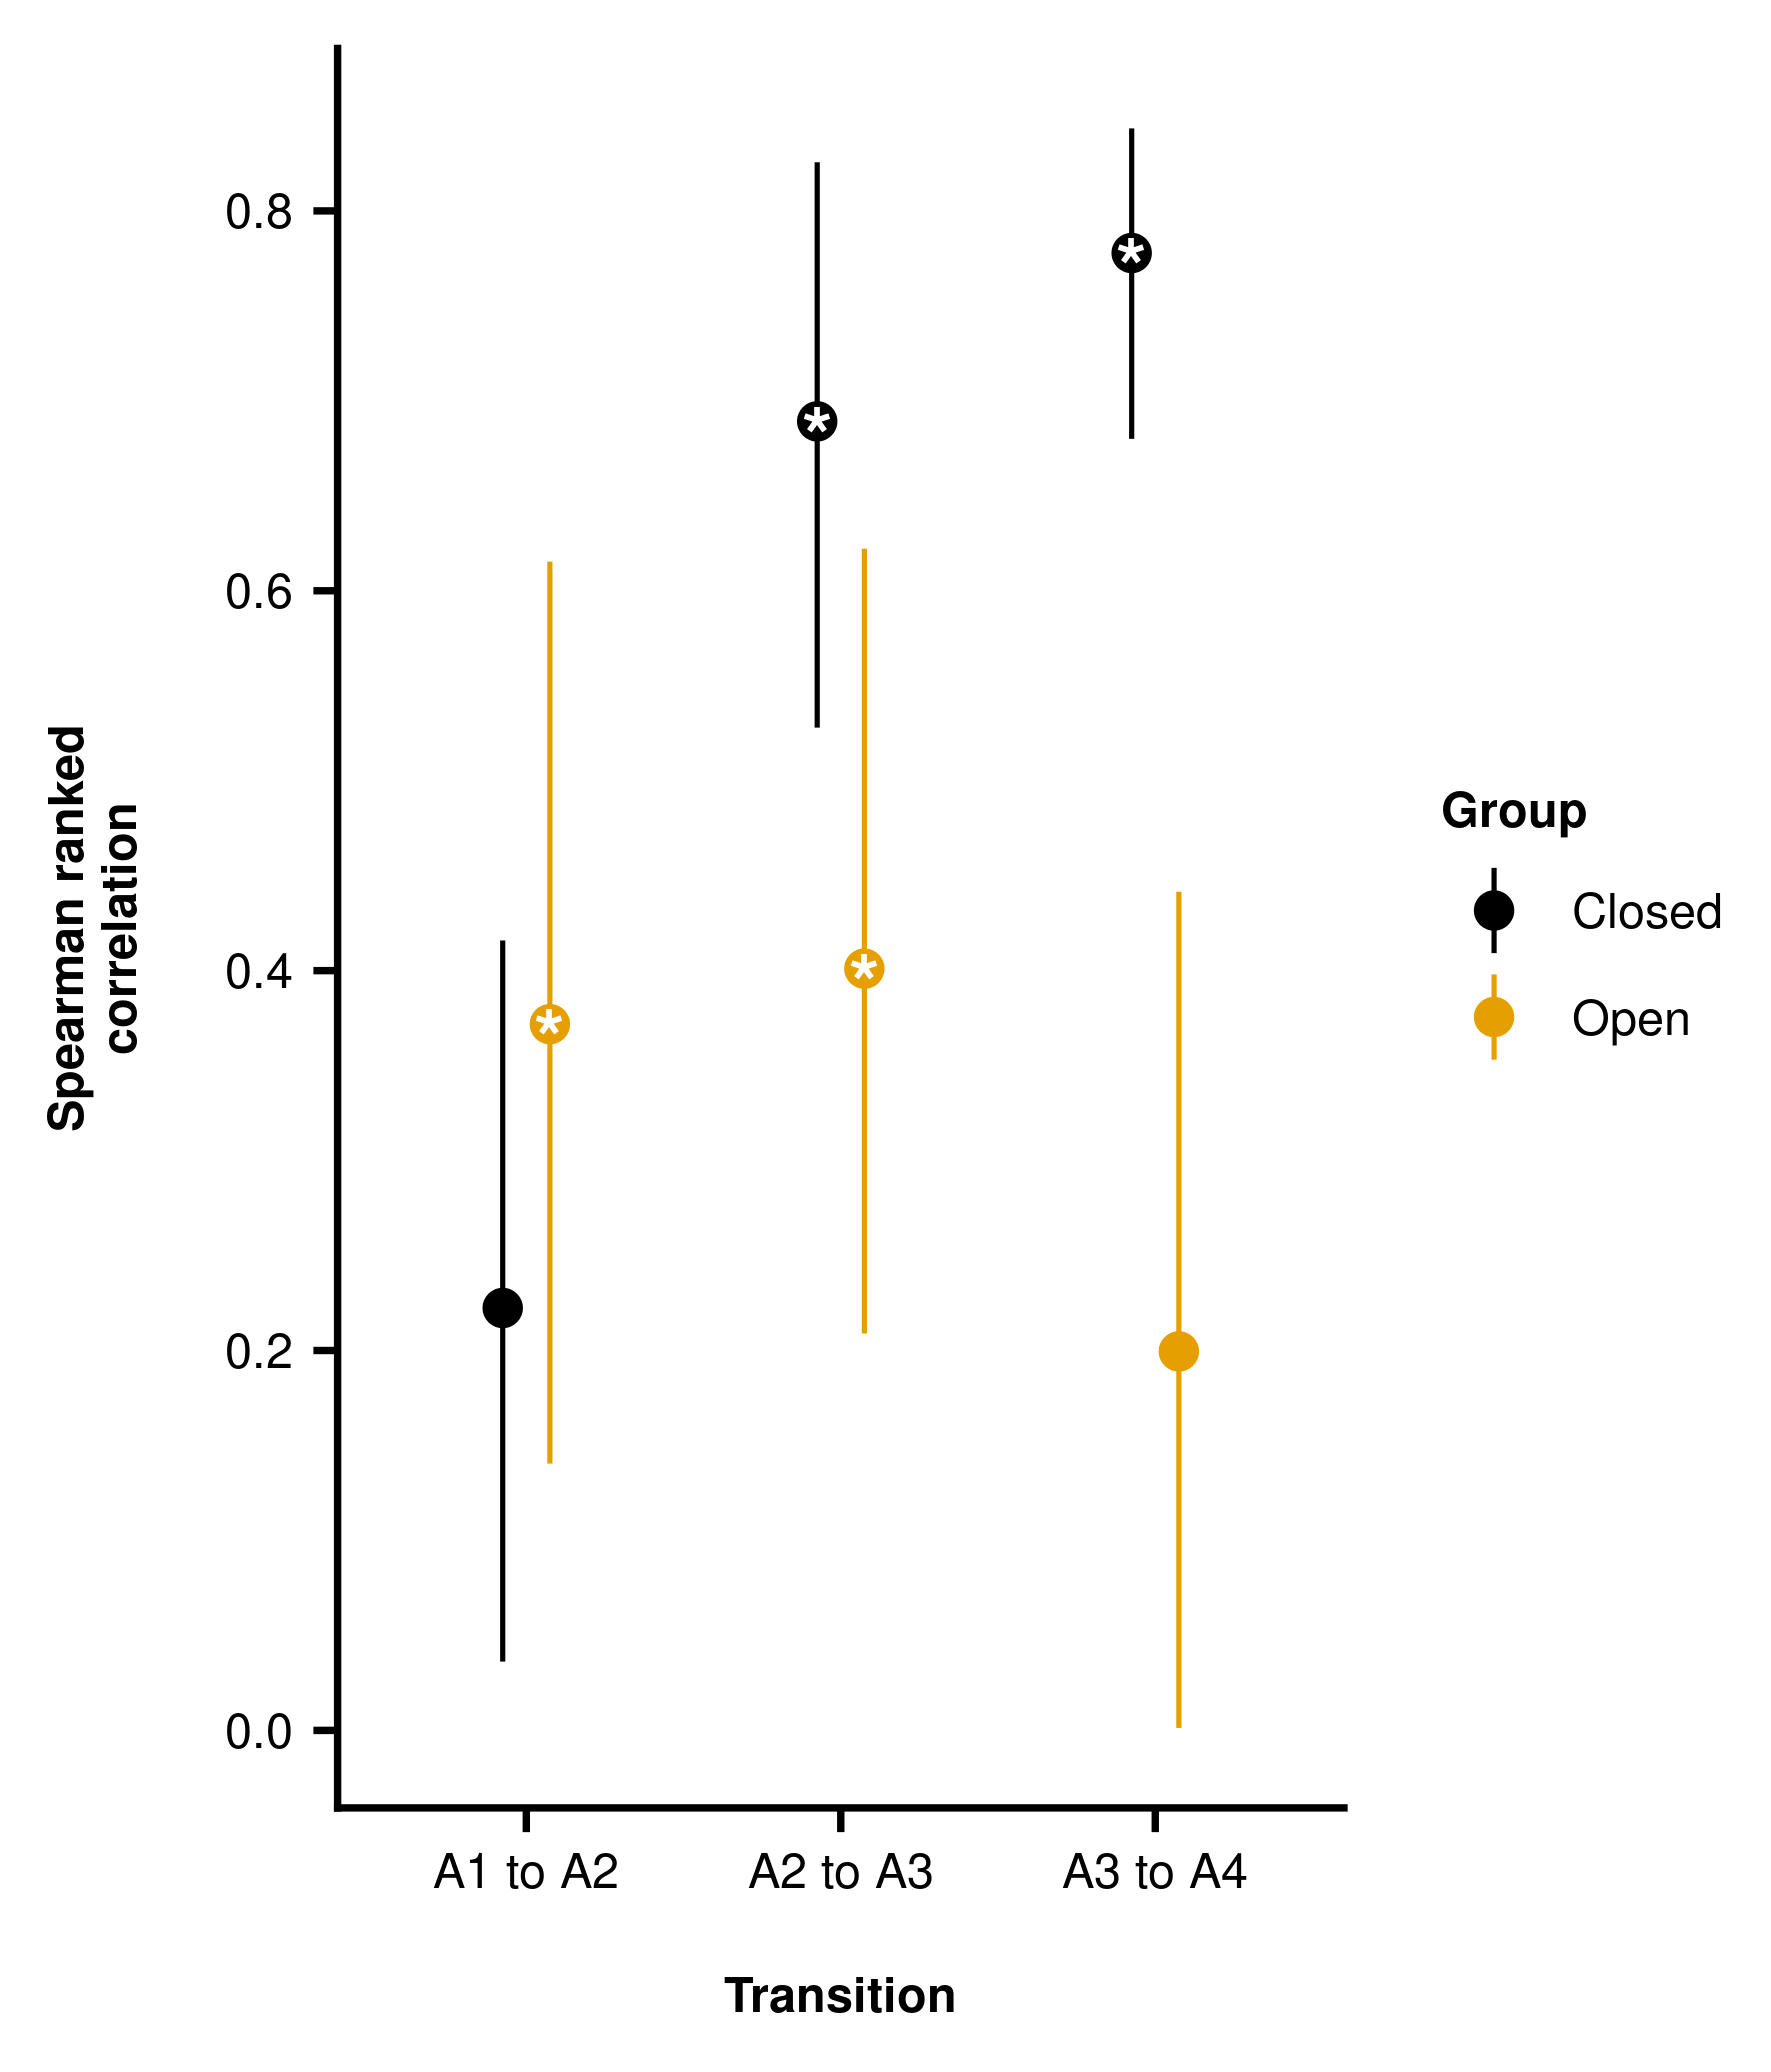 Spearman ranked
correlation
0.8
0.6
0.4
0.2
0.0
*
*
*
*
A1 to A2
A2 to A3
A3 to A4
Transition
Group
Closed
Open